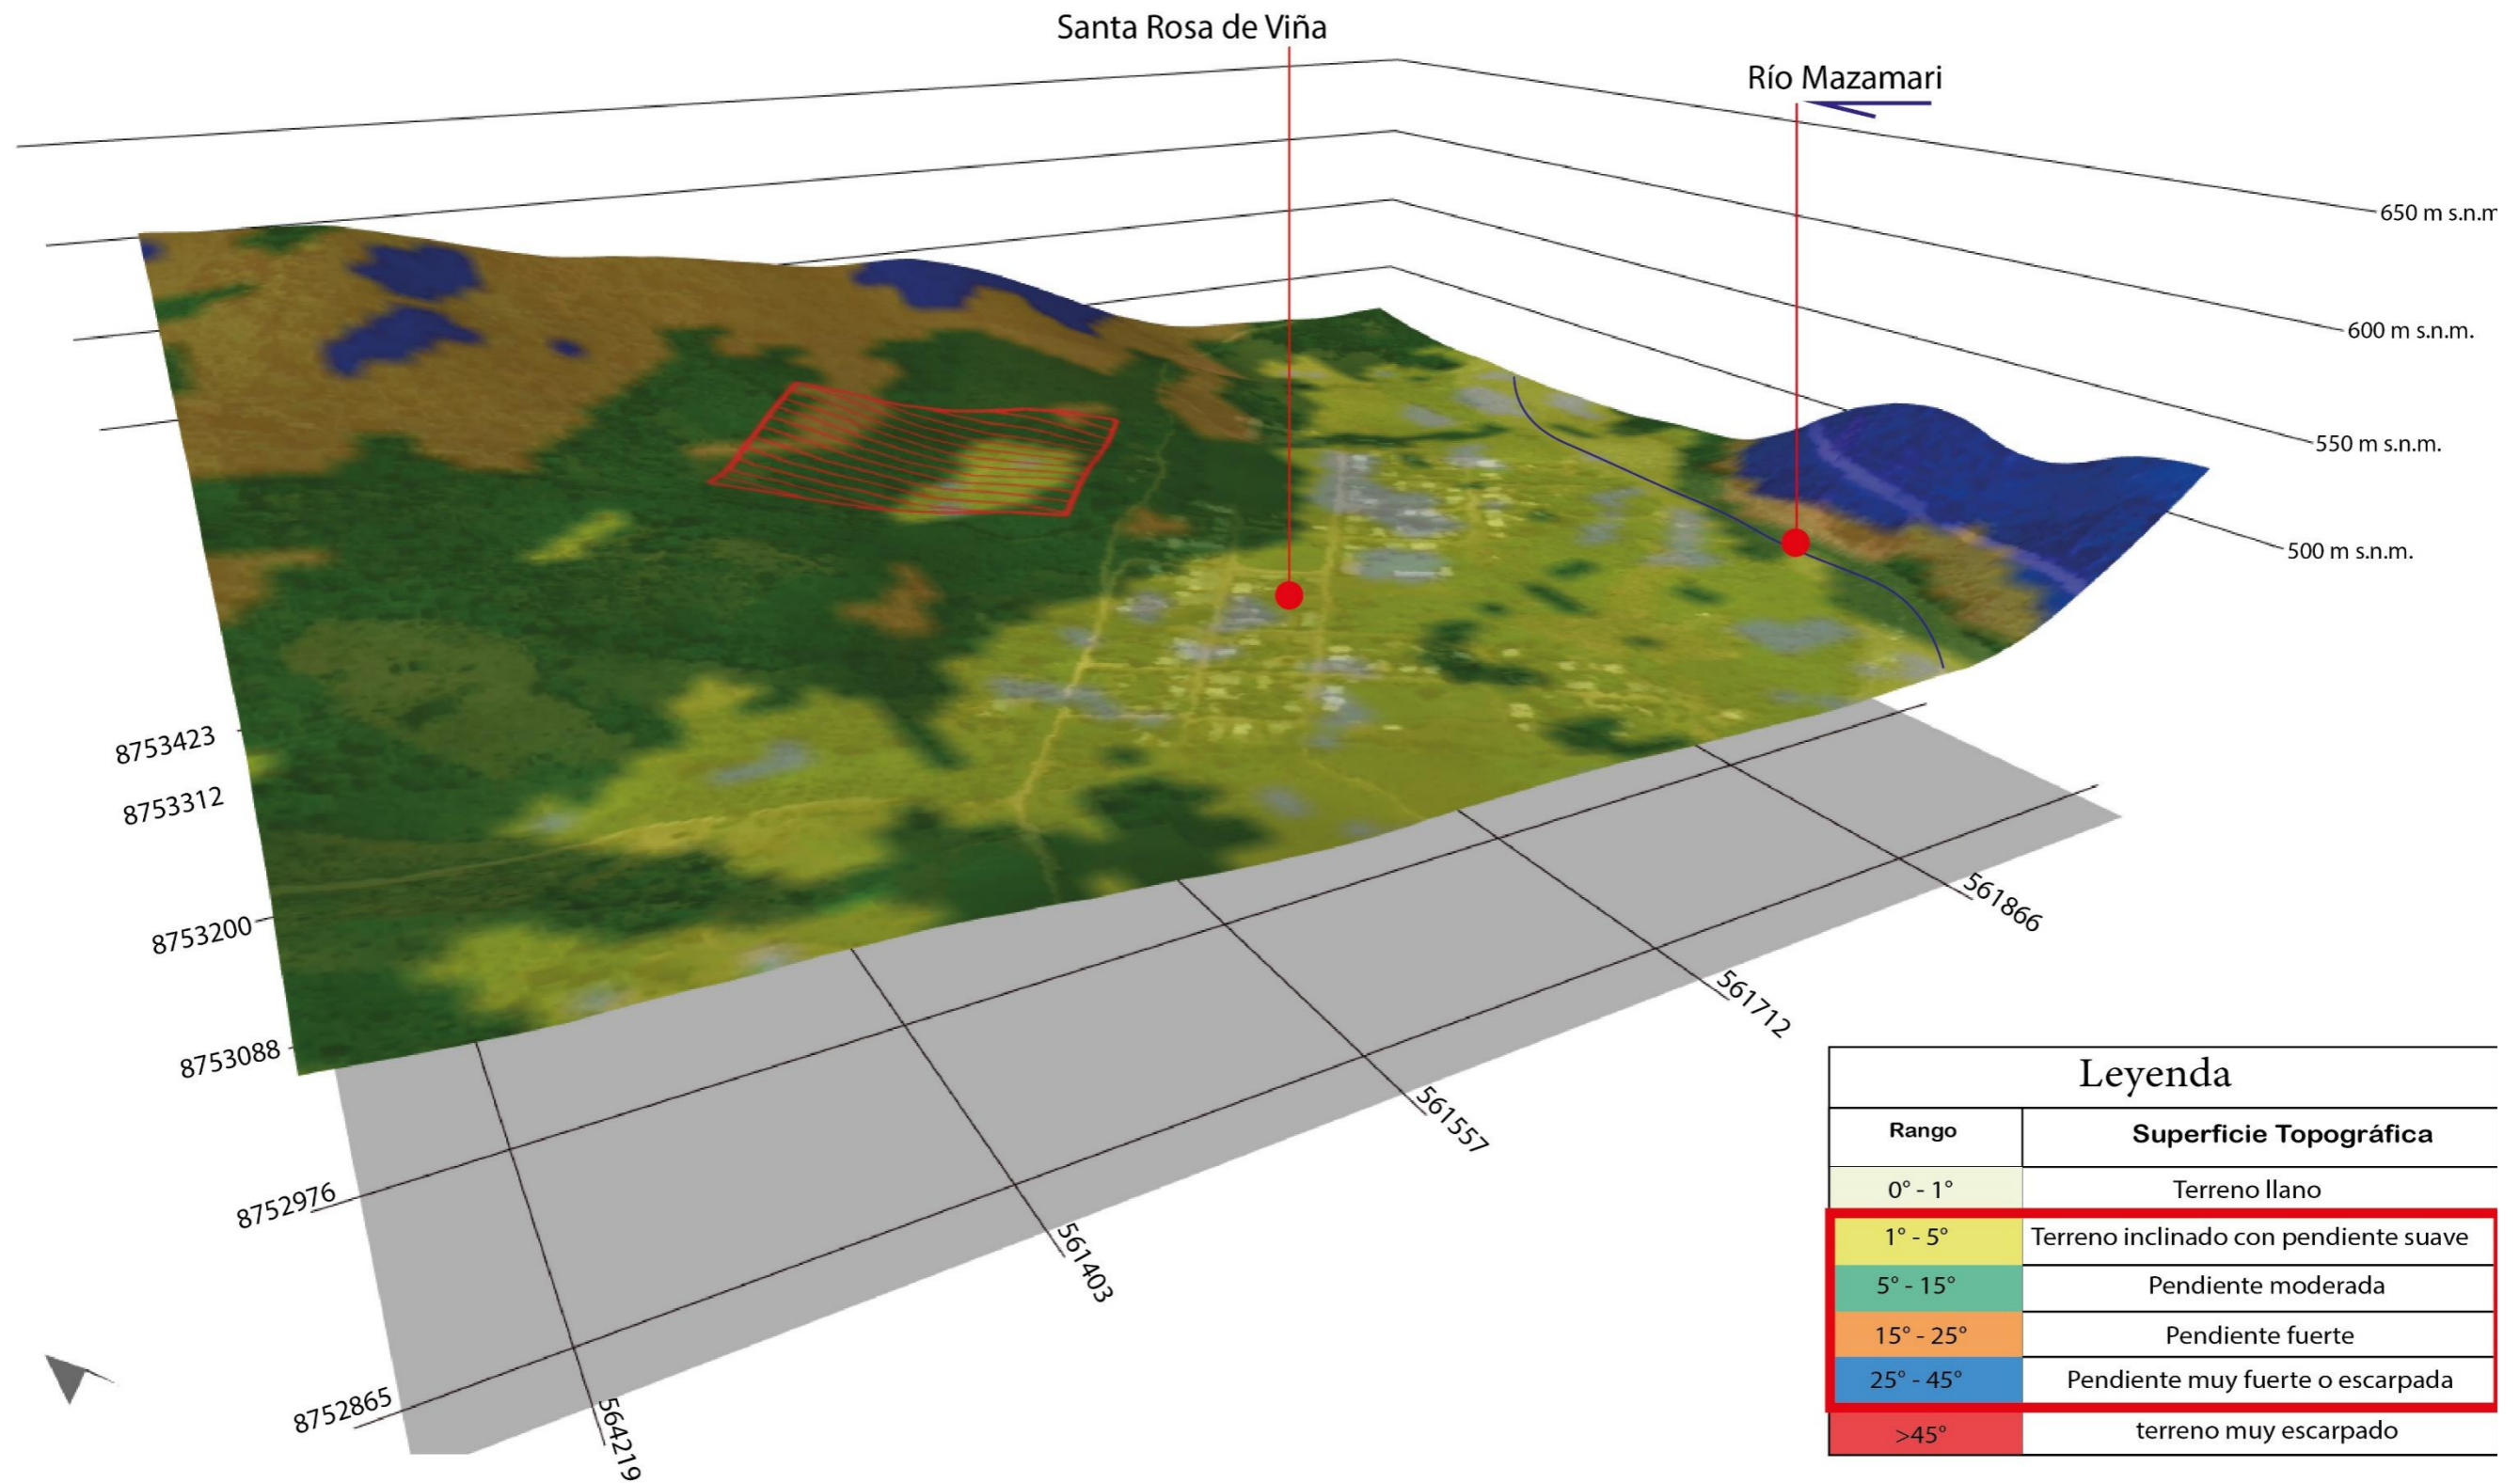 Santa Rosa de Viña
Río Mazamari
650 m s.n.m
600 m s.n.m.
550 m s.n.m.
500 m s.n.m.
8753423
8753312
8753200
8753088
8752976
8752865
564219
561403
561557
561712
561866
Leyenda
Rango Superficie Topográfica
0° - 1° Terreno llano
1° - 5° Terreno inclinado con pendiente suave
5° - 15° Pendiente moderada
15° - 25° Pendiente fuerte
25° - 45° Pendiente muy fuerte o escarpada
>45° terreno muy escarpado